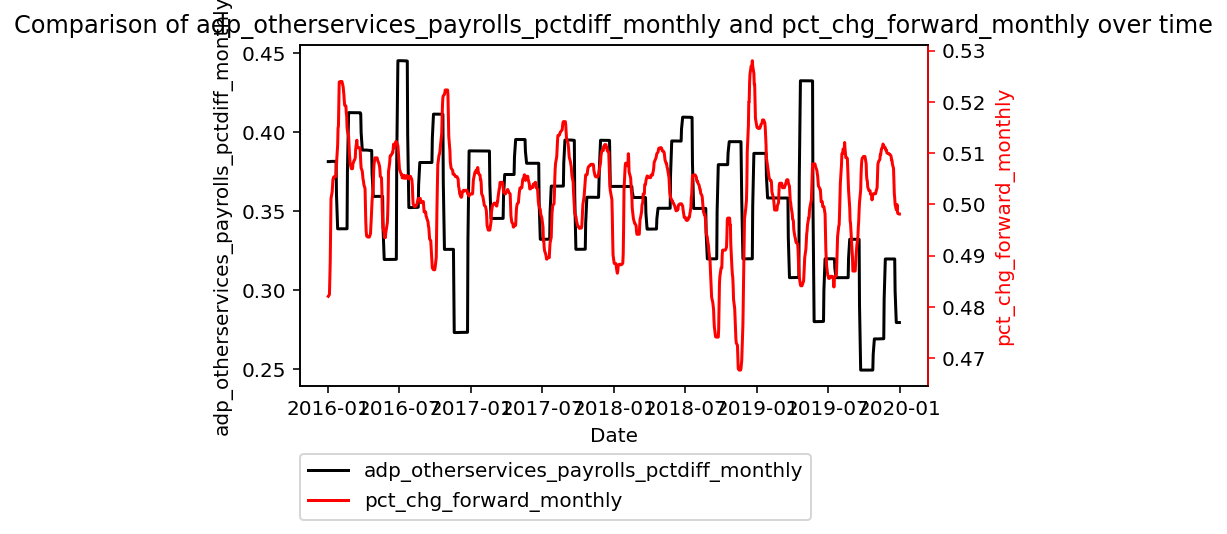 Comparison of adp_otherservices_payrolls_pctdiff_monthly and pct_chg_forward_monthly over time
adp_otherservices_payrolls_pctdiff_monthly
0.45
0.40
0.35
0.30
0.25
0.53
0.52
0.51
0.50
0.49
0.48
0.47
pct_chg_forward_monthly
2016-01 2016-07 2017-01 2017-07 2018-01 2018-07 2019-01 2019-07 2020-01
Date
adp_otherservices_payrolls_pctdiff_monthly
pct_chg_forward_monthly